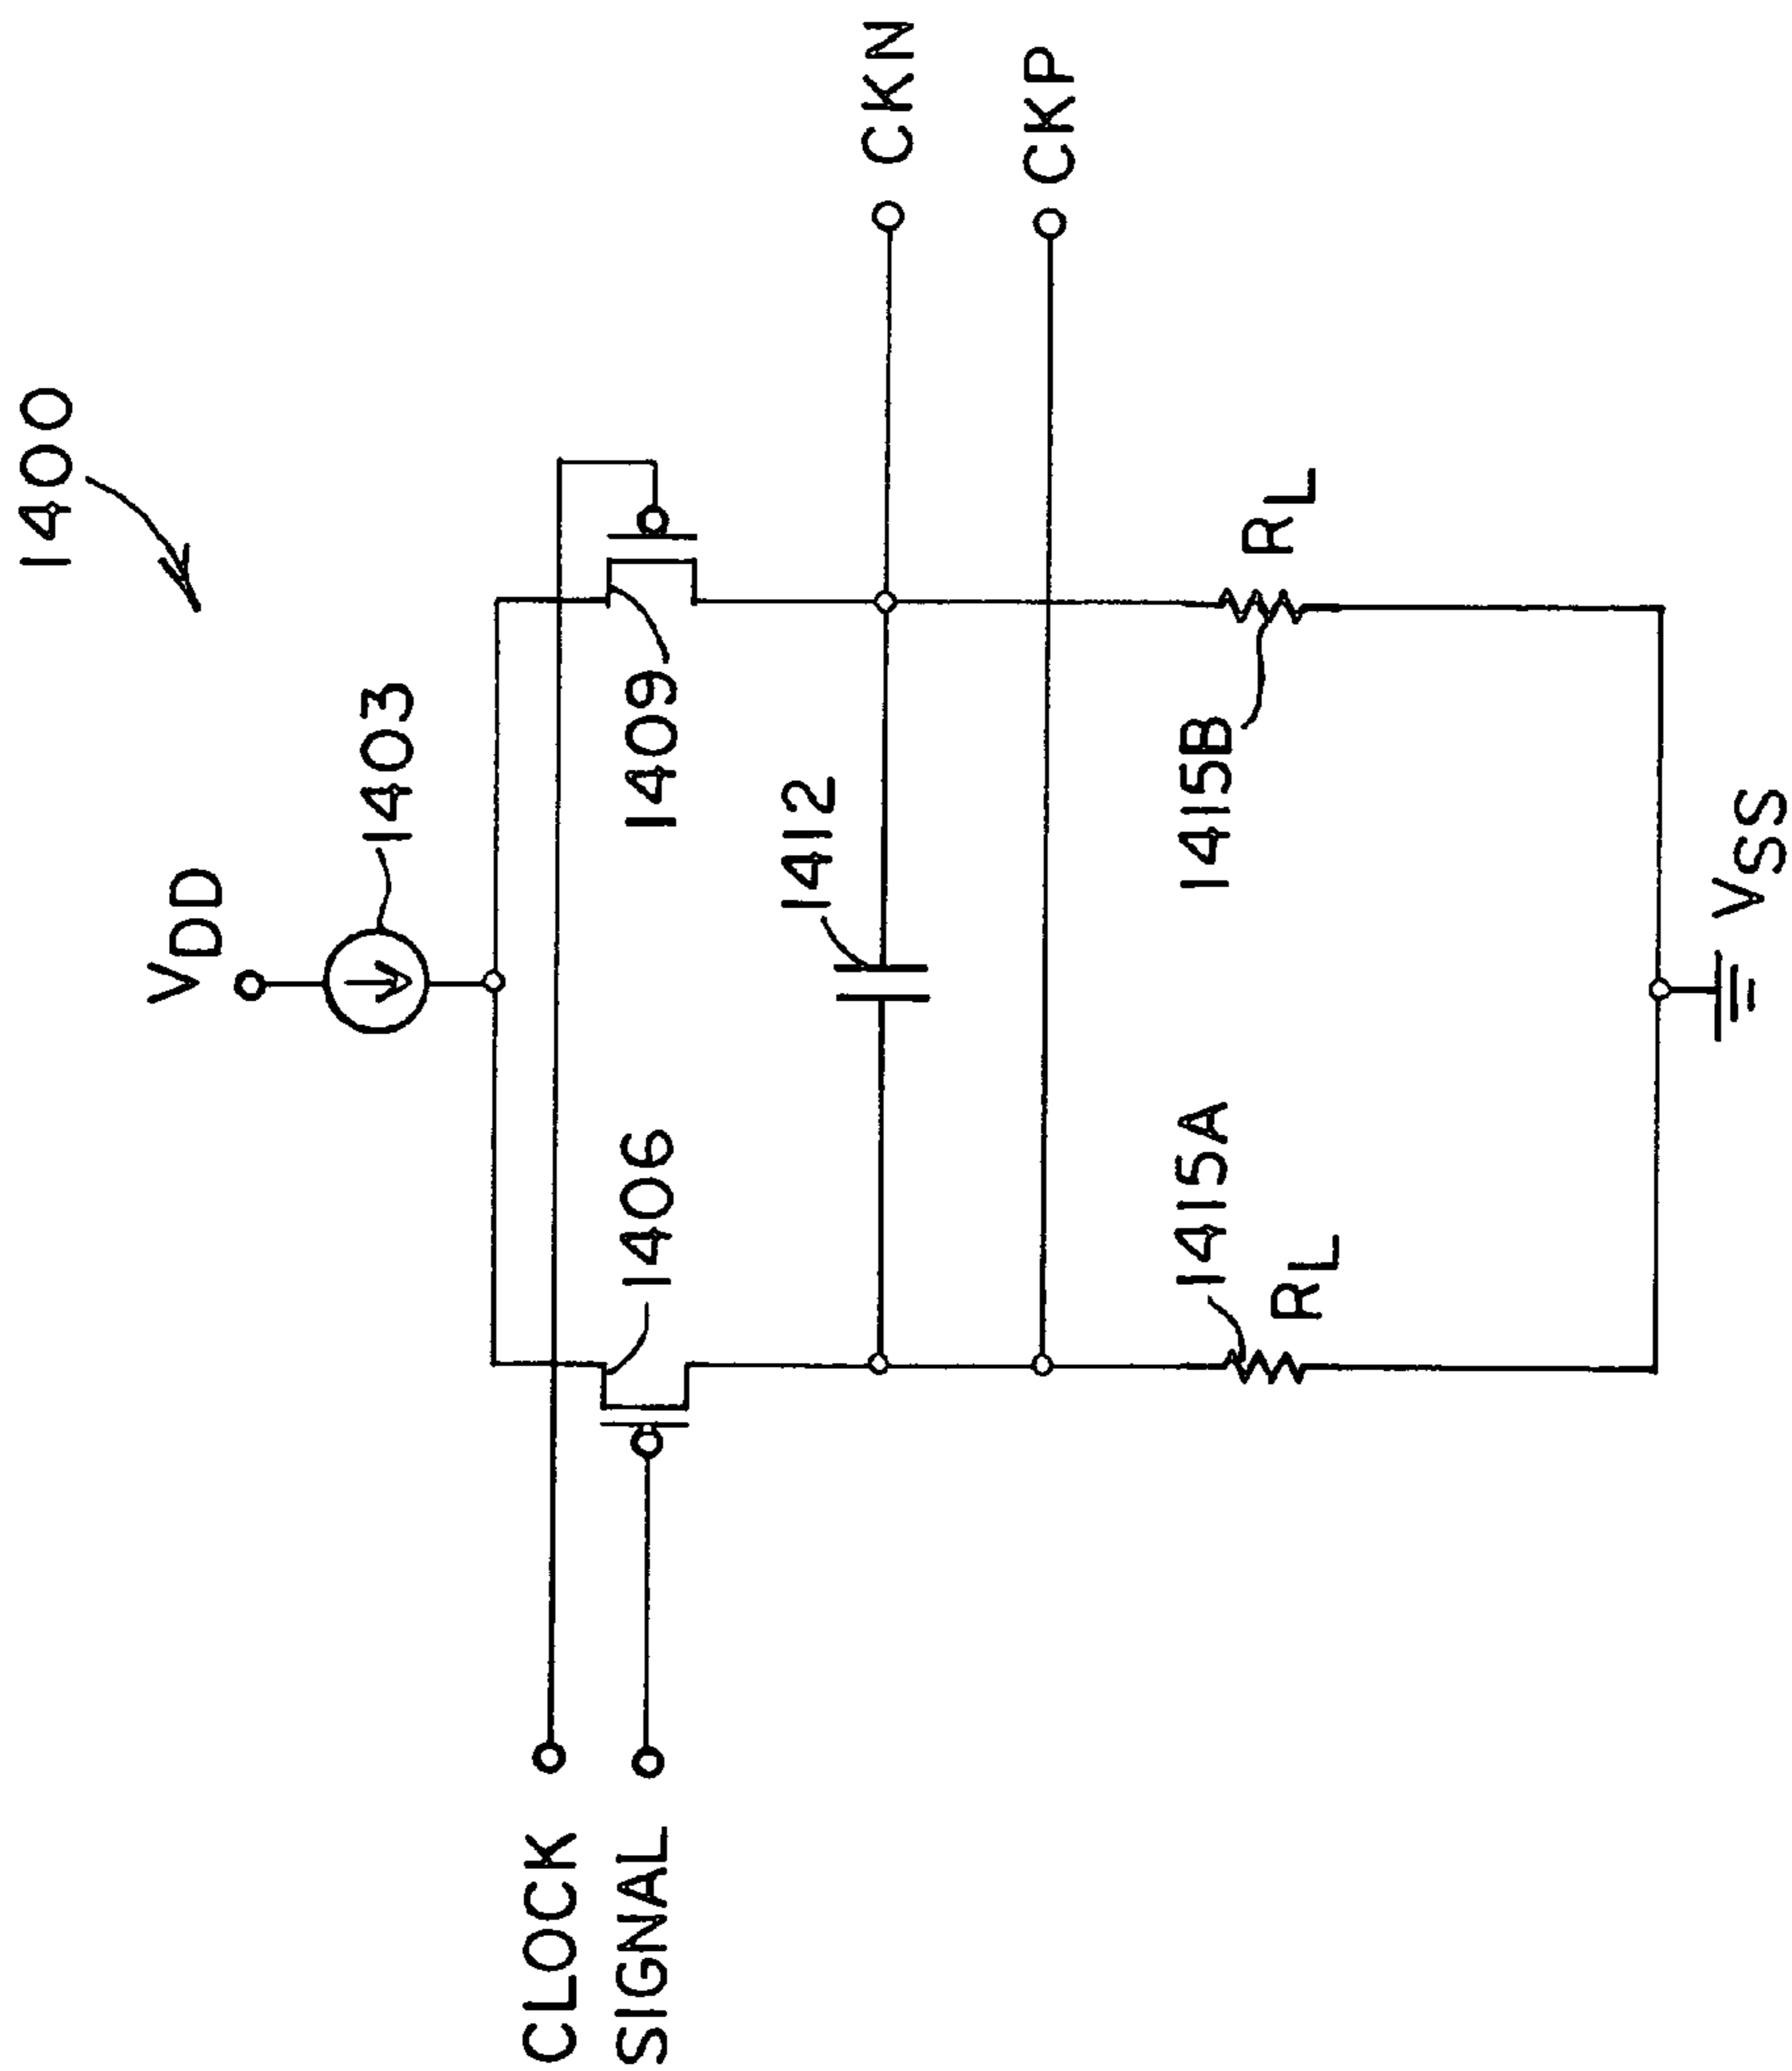 1400
VDD
1403
CLOCK
SIGNAL
1406
1409
1412
CKN
CKP
1415A
RL
1415B
RL
VSS